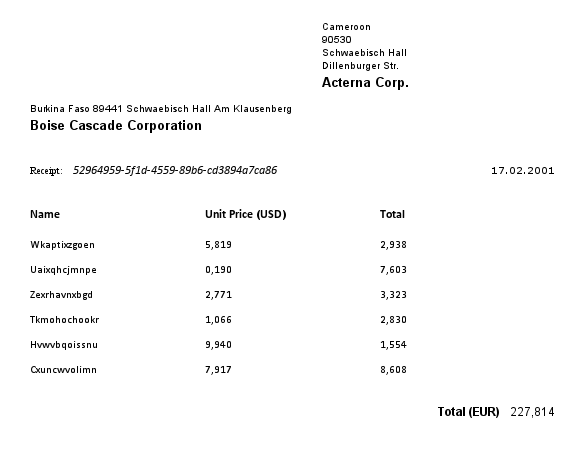 Cameroon
90530
Schwaebisch Hall
Dillenburger Str.
Acterna Corp.
Burkina Faso 89441 Schwaebisch Hall Am Klausenberg
Boise Cascade Corporation
Receipt: 52964959-5f1d-4559-89b6-cd3894a7ca86 17.02.2001
Name Unit Price (USD) Total
Wkaptixzgoen 5,819 2,938
Uaixqhcjmnpe 0,190 7,603
Zexrhavnxbgd 2,771 3,323
Tkmohochookr 1,066 2,830
Hvwvbqoissnu 9,940 1,554
Cxuncwvolimn 7,917 8,608
Total (EUR) 227,814